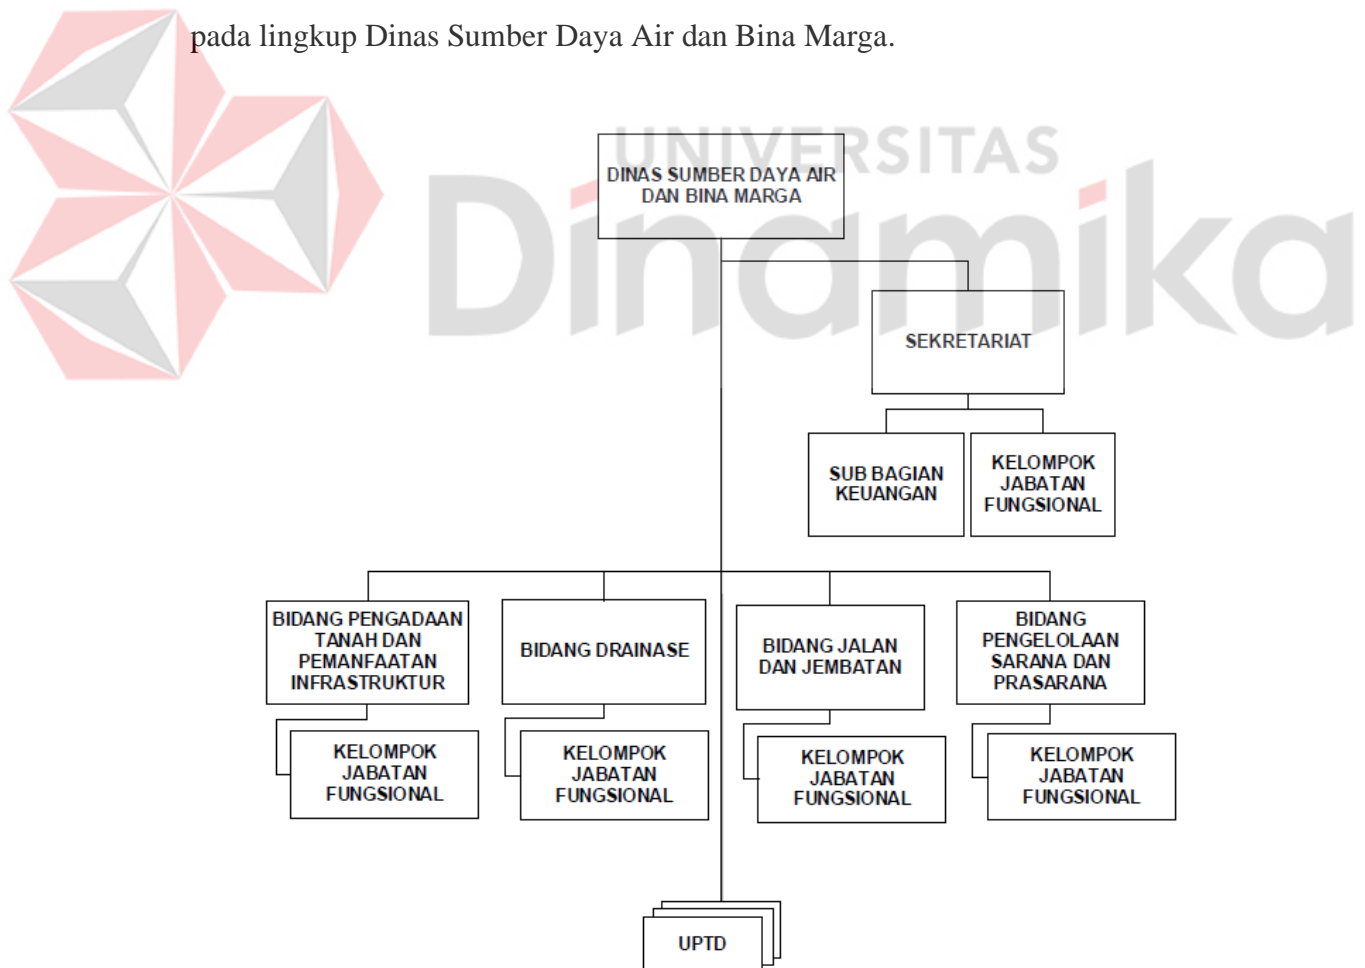 pada lingkup Dinas Sumber Daya Air dan Bina Marga.
UNIVERSITAS
Dinamika
DINAS SUMBER DAYA AIR
DAN BINA MARGA
SEKRETARIAT
SUB BAGIAN
KEUANGAN
KELOMPOK
JABATAN
FUNGSIONAL
BIDANG PENGADAAN
TANAH DAN
PEMANFAATAN
INFRASTRUKTUR
BIDANG DRAINASE
BIDANG JALAN
DAN JEMBATAN
BIDANG
PENGELOLAAN
SARANA DAN
PRASARANA
KELOMPOK
JABATAN
FUNGSIONAL
KELOMPOK
JABATAN
FUNGSIONAL
KELOMPOK
JABATAN
FUNGSIONAL
KELOMPOK
JABATAN
FUNGSIONAL
UPTD